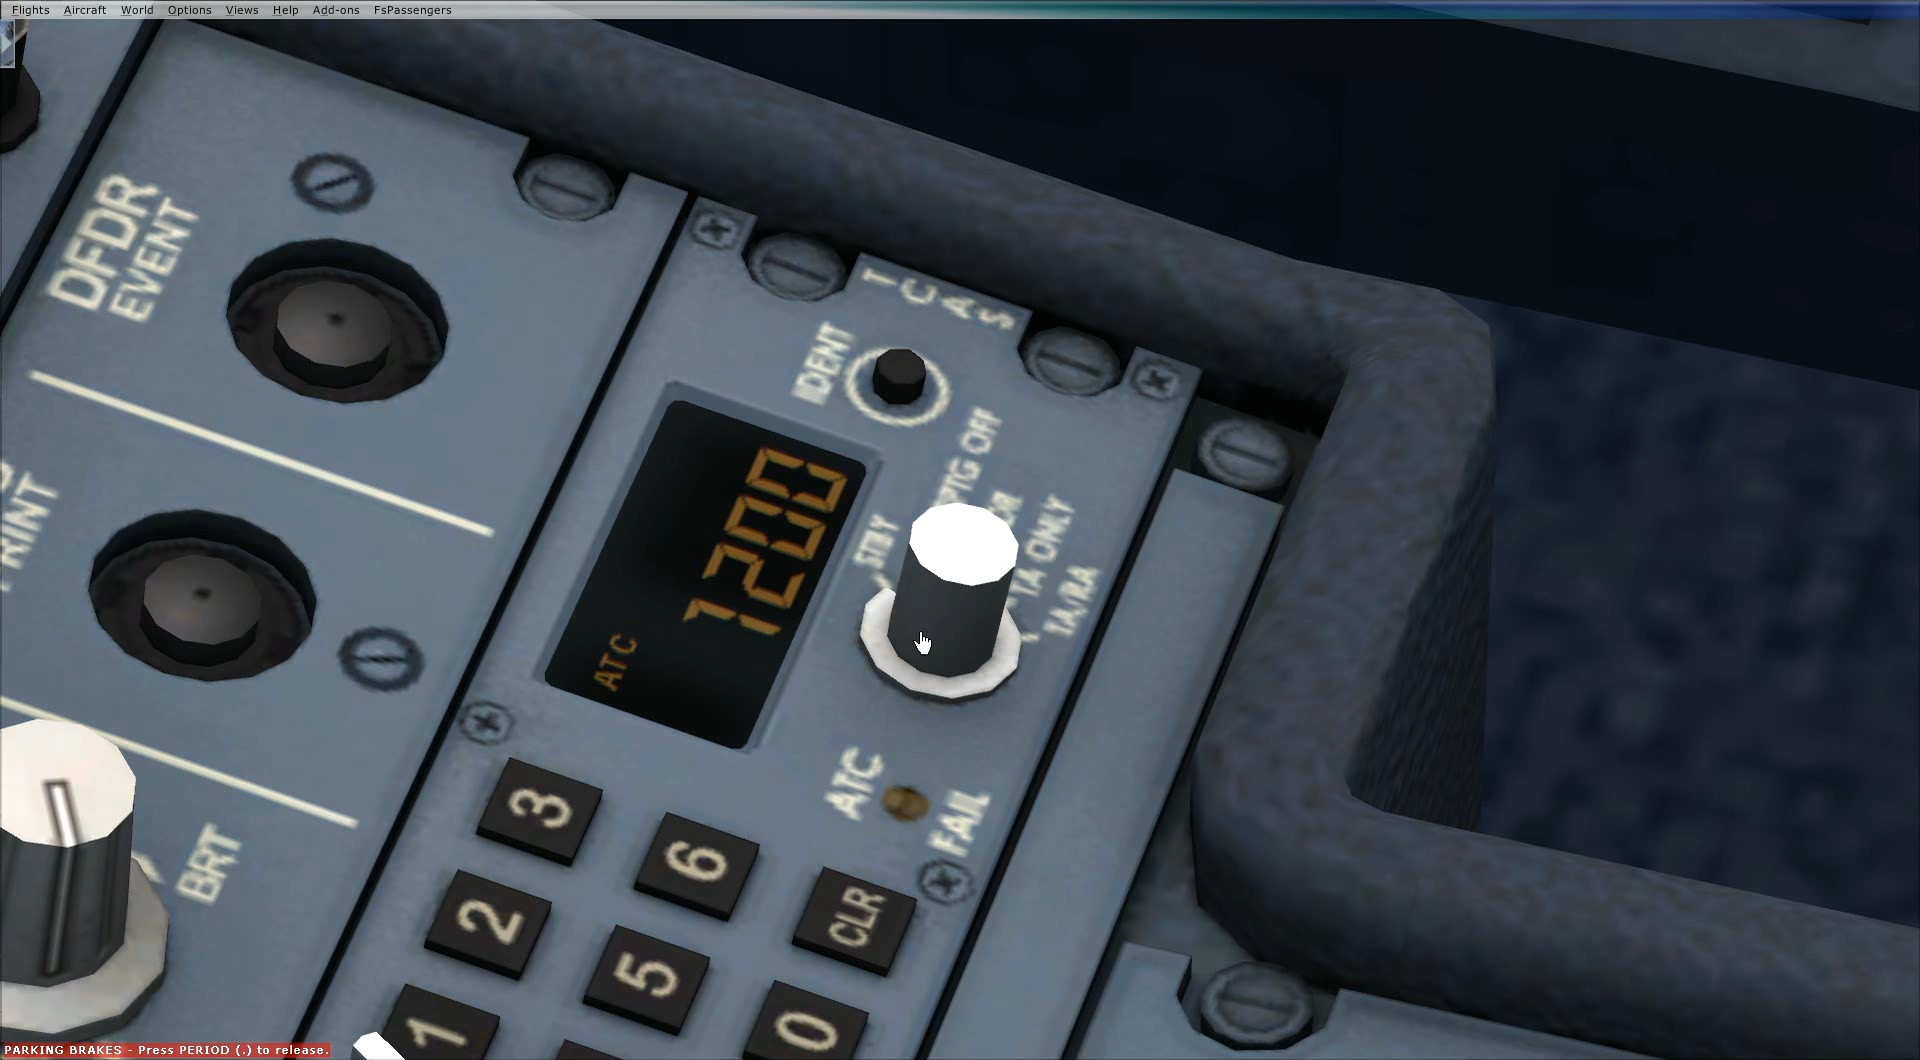 Flights Aircraft World Options Views Help Add-ons FsPassengers
DFDR
EVENT
TCAS
IDENT
STBY
OFF
TA ONLY
TA/RA
1200
ATC
ATC
FAIL
BRT
3
6
CLR
2
5
0
1
PARKING BRAKES - Press PERIOD (.) to release.